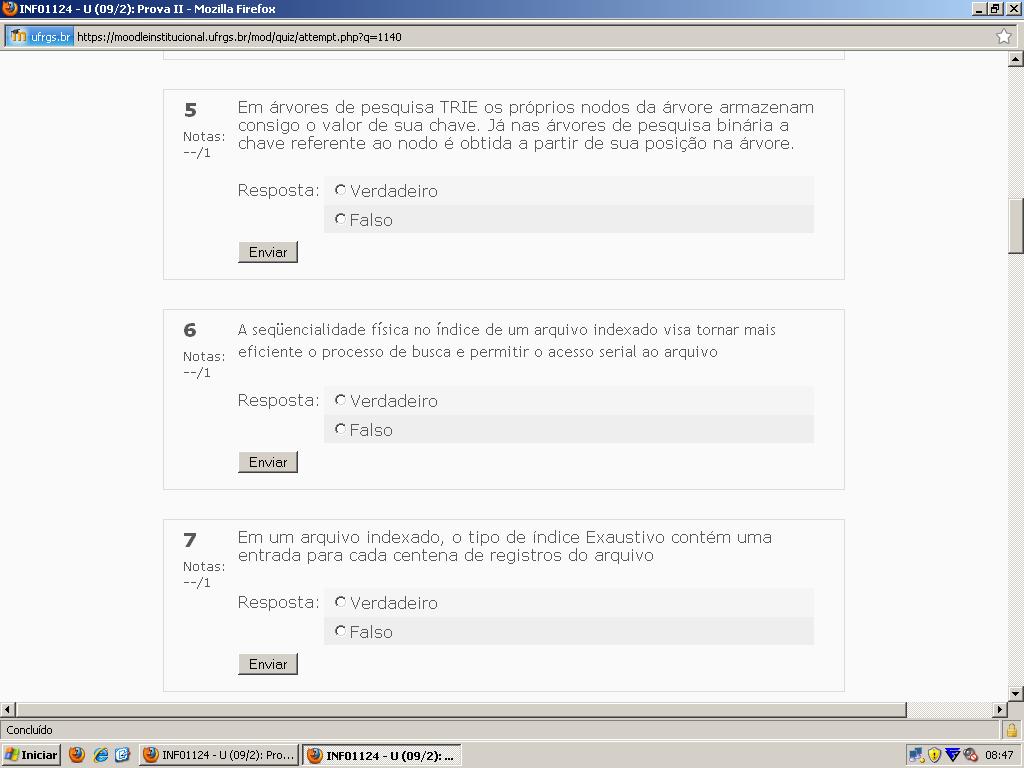 INF01124 - U (09/2): Prova II - Mozilla Firefox
ufrgs.br https://moodleinstitucional.ufrgs.br/mod/quiz/attempt.php?q=1140
5
Notas:
--/1
Em árvores de pesquisa TRIE os próprios nodos da árvore armazenam
consigo o valor de sua chave. Já nas árvores de pesquisa binária a
chave referente ao nodo é obtida a partir de sua posição na árvore.
Resposta:
Verdadeiro
Falso
Enviar
6
Notas:
--/1
A seqüencialidade física no índice de um arquivo indexado visa tornar mais
eficiente o processo de busca e permitir o acesso serial ao arquivo
Resposta:
Verdadeiro
Falso
Enviar
7
Notas:
--/1
Em um arquivo indexado, o tipo de índice Exaustivo contém uma
entrada para cada centena de registros do arquivo
Resposta:
Verdadeiro
Falso
Enviar
Concluído
Iniciar INF01124 - U (09/2): Pro... INF01124 - U (09/2): ... 08:47